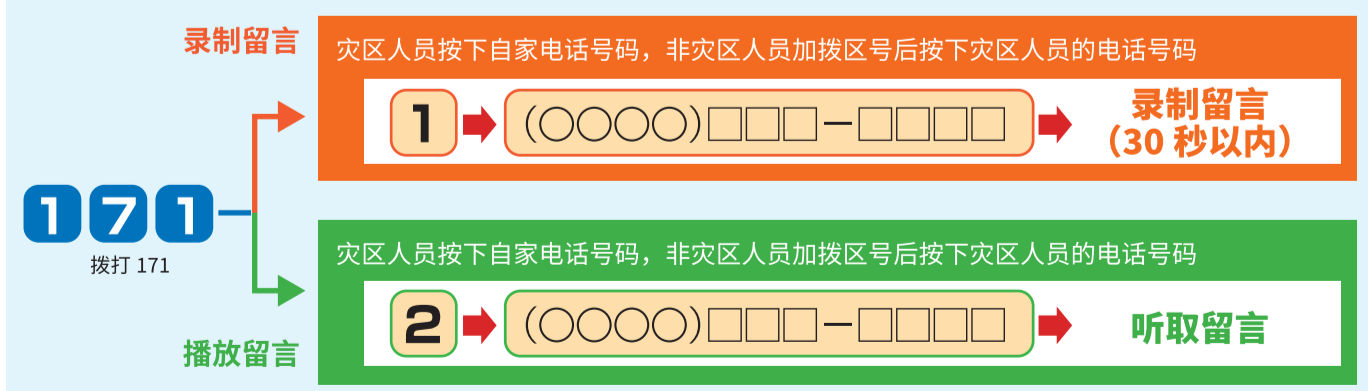 录制留言
灾区人员按下自家电话号码，非灾区人员加拨区号后按下灾区人员的电话号码
1 (○○○○)□□□－□□□□ 录制留言
（30 秒以内）
171
拨打 171
灾区人员按下自家电话号码，非灾区人员加拨区号后按下灾区人员的电话号码
2 (○○○○)□□□－□□□□ 听取留言
播放留言